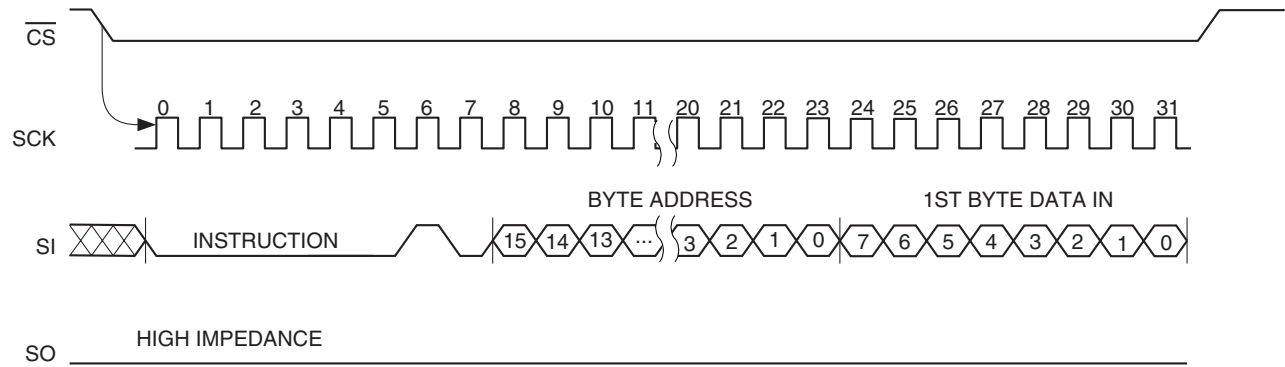 CS
0 1 2 3 4 5 6 7 8 9 10 11 20 21 22 23 24 25 26 27 28 29 30 31
SCK
BYTE ADDRESS 1ST BYTE DATA IN
SI INSTRUCTION 15 14 13 ... 3 2 1 0 7 6 5 4 3 2 1 0
HIGH IMPEDANCE
SO